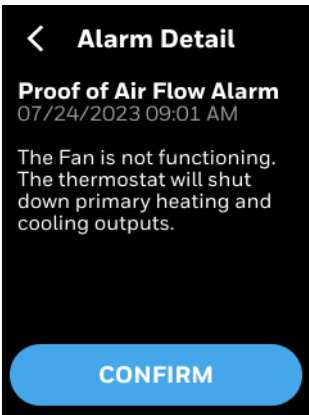 Alarm Detail
Proof of Air Flow Alarm
07/24/2023 09:01 AM
The Fan is not functioning.
The thermostat will shut
down primary heating and
cooling outputs.
CONFIRM